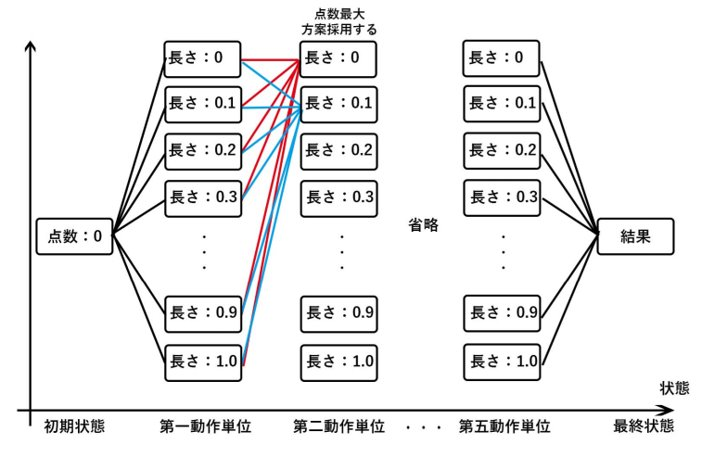 点数最大
方案採用する
長さ：0
長さ：0.1
長さ：0.2
長さ：0.3
長さ：0.9
長さ：1.0
長さ：0
長さ：0.1
長さ：0.2
長さ：0.3
長さ：0.9
長さ：1.0
長さ：0
長さ：0.1
長さ：0.2
長さ：0.3
長さ：0.9
長さ：1.0
点数：0
省略
結果
状態
初期状態
第一動作単位
第二動作単位
・・・
第五動作単位
最終状態